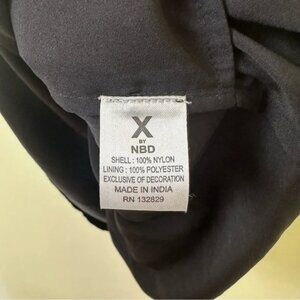 X
BY
NBD
SHELL : 100% NYLON
LINING : 100% POLYESTER
EXCLUSIVE OF DECORATION
MADE IN INDIA
RN 132829